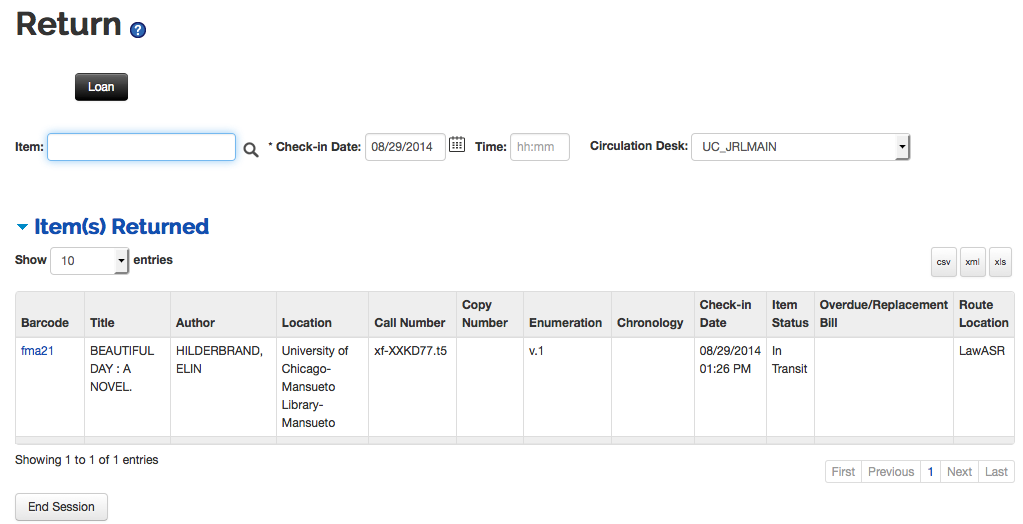 Return ?
Loan
Item: * Check-in Date: 08/29/2014 Time: hh:mm Circulation Desk: UC_JRLMAIN
Item(s) Returned
Show 10 entries csv xml xls
Barcode Title Author Location Call Number Copy Number Enumeration Chronology Check-in Date Item Status Overdue/Replacement Bill Route Location
fma21 BEAUTIFUL DAY : A NOVEL. HILDERBRAND, ELIN University of Chicago-Mansueto Library-Mansueto xf-XXKD77.t5 v.1 08/29/2014 01:26 PM In Transit LawASR
Showing 1 to 1 of 1 entries
First Previous 1 Next Last
End Session